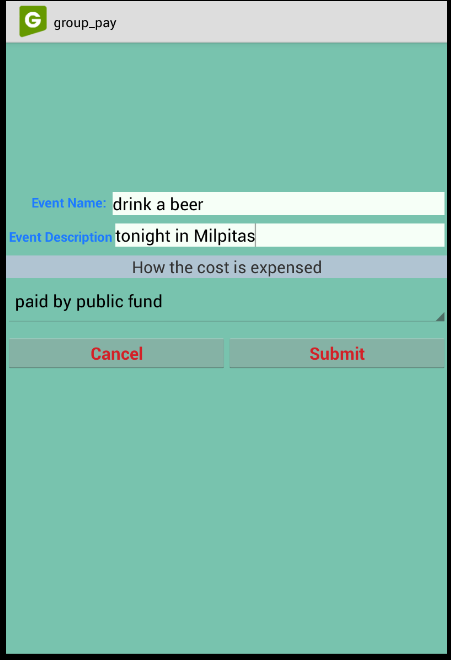 G group_pay
Event Name: drink a beer
Event Description tonight in Milpitas
How the cost is expensed
paid by public fund
Cancel Submit